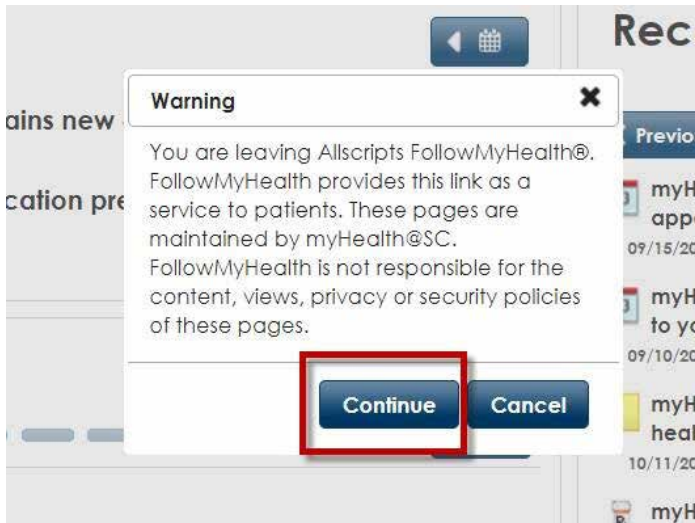 Rec
ains new
cation pre
Warning
You are leaving Allscripts FollowMyHealth®.
FollowMyHealth provides this link as a
service to patients. These pages are
maintained by myHealth@SC.
FollowMyHealth is not responsible for the
content, views, privacy or security policies
of these pages.
Continue Cancel
Previo
myH
appo
09/15/20
myH
to yo
09/10/20
myH
heal
10/11/20
myH